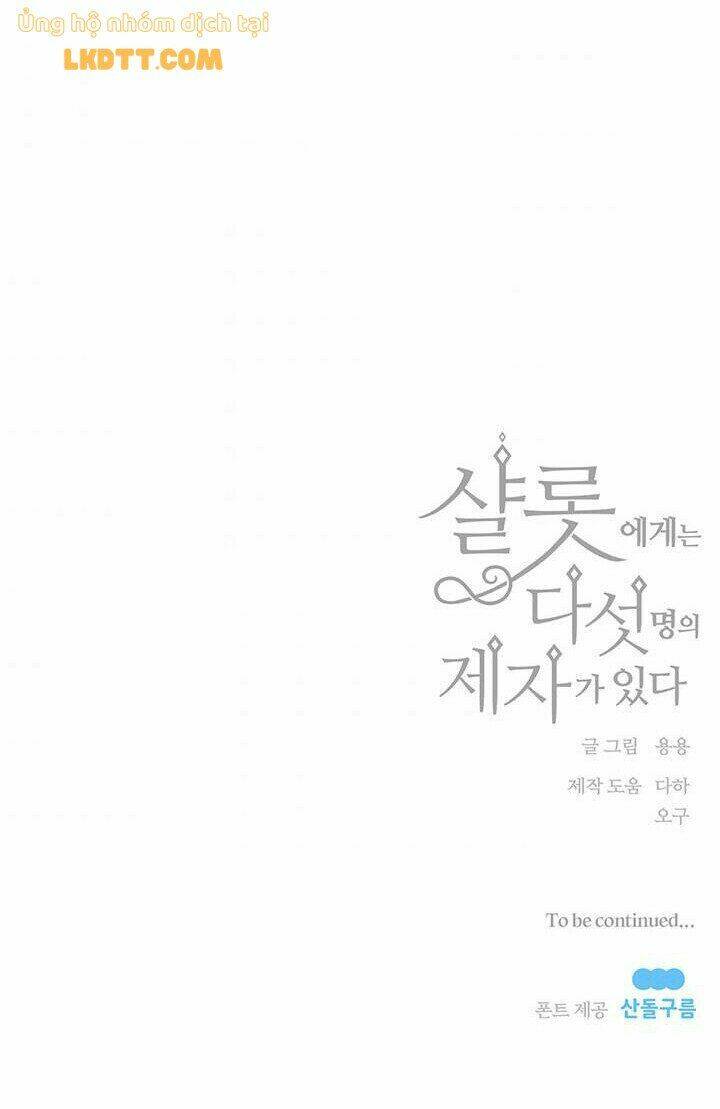 Ủng hộ nhóm dịch tại
LKDTT.COM
샬롯에게는
다섯명의
제자가 있다
글 그림 용용
제작 도움 다하
오구
To be continued...
폰트 제공 산돌구름